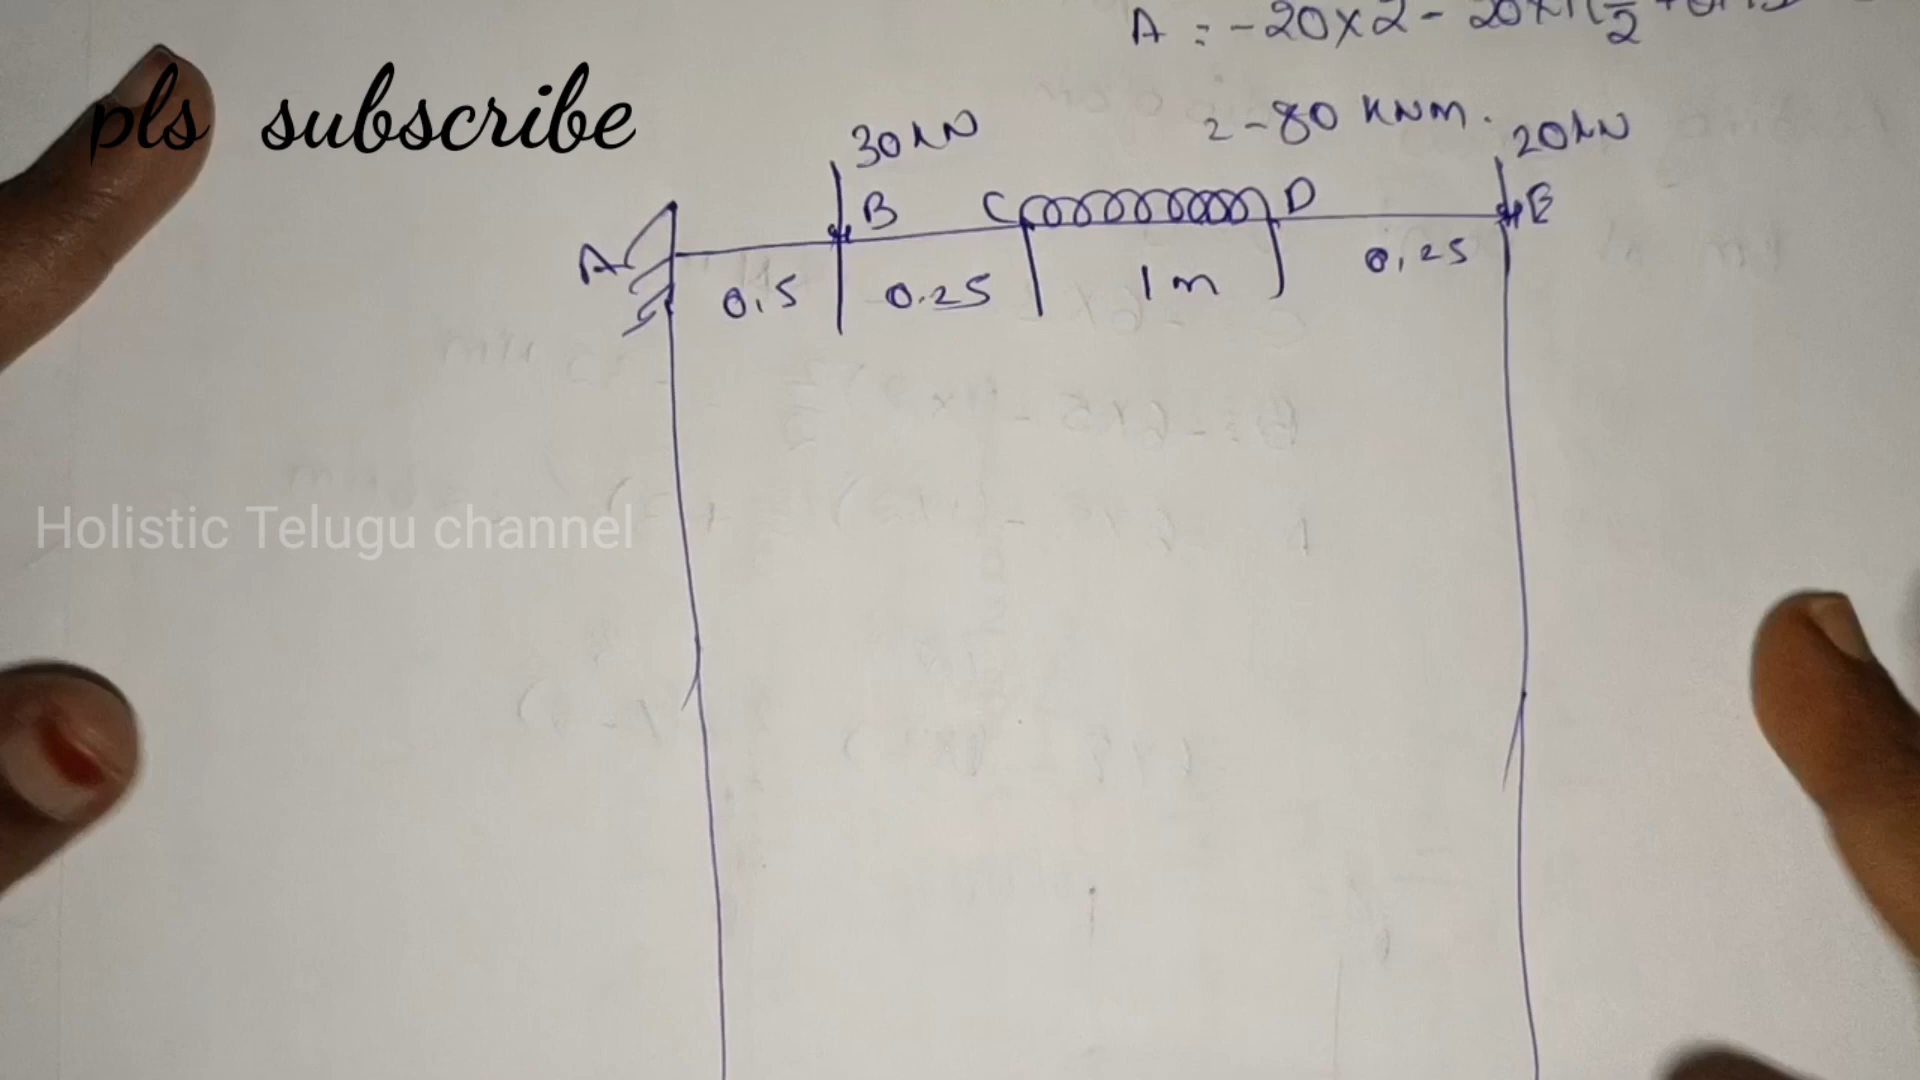 A = -20×2 - 20×1(1/2
= -80 kNm.
pls subscribe
30kN
20kN
A
B
C
D
E
0.5
0.25
1m
0.25
Holistic Telugu channel